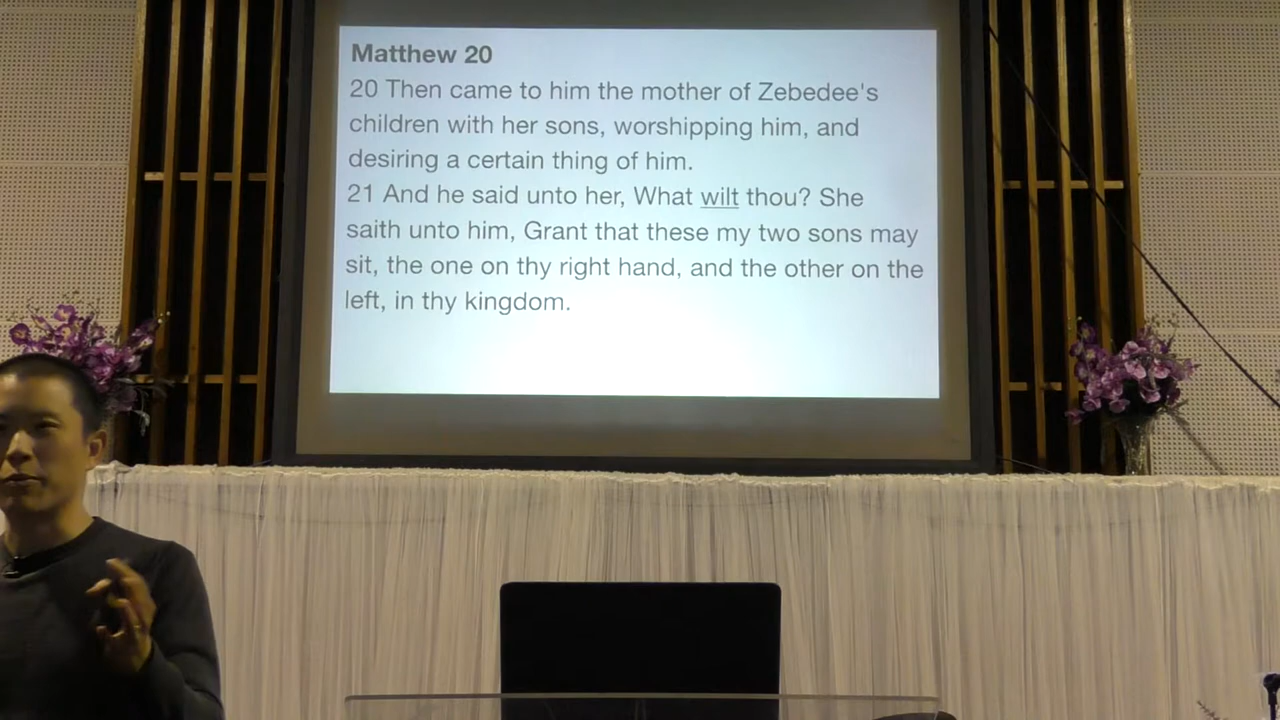 Matthew 20
20 Then came to him the mother of Zebedee's
children with her sons, worshipping him, and
desiring a certain thing of him.
21 And he said unto her, What wilt thou? She
saith unto him, Grant that these my two sons may
sit, the one on thy right hand, and the other on the
left, in thy kingdom.